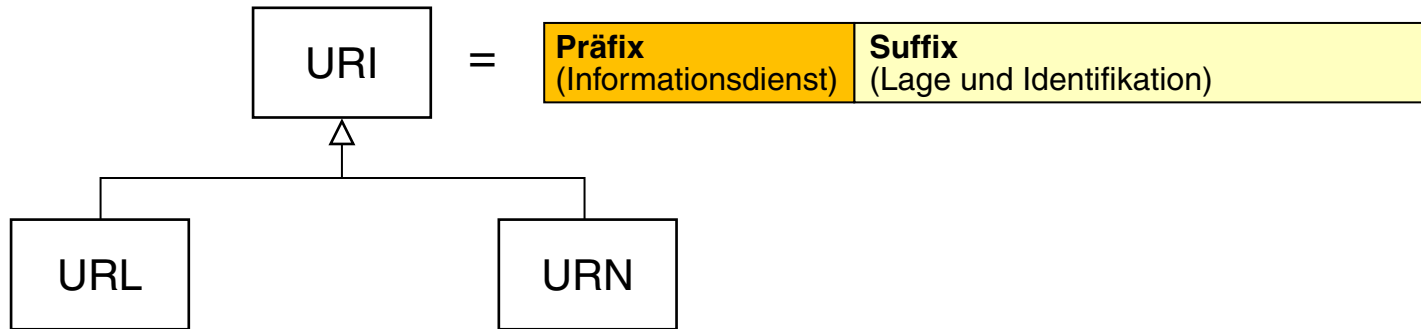 URI
=
Präfix
(Informationsdienst)
Suffix
(Lage und Identifikation)
URL
URN